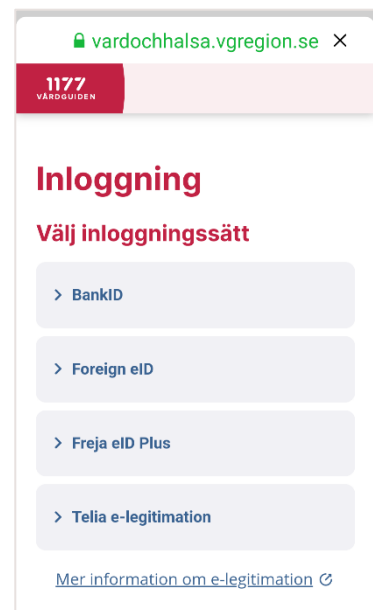 vardochhalsa.vgregion.se
1177
VÅRDGUIDEN
Inloggning
Välj inloggningssätt
BankID
Foreign eID
Freja eID Plus
Telia e-legitimation
Mer information om e-legitimation